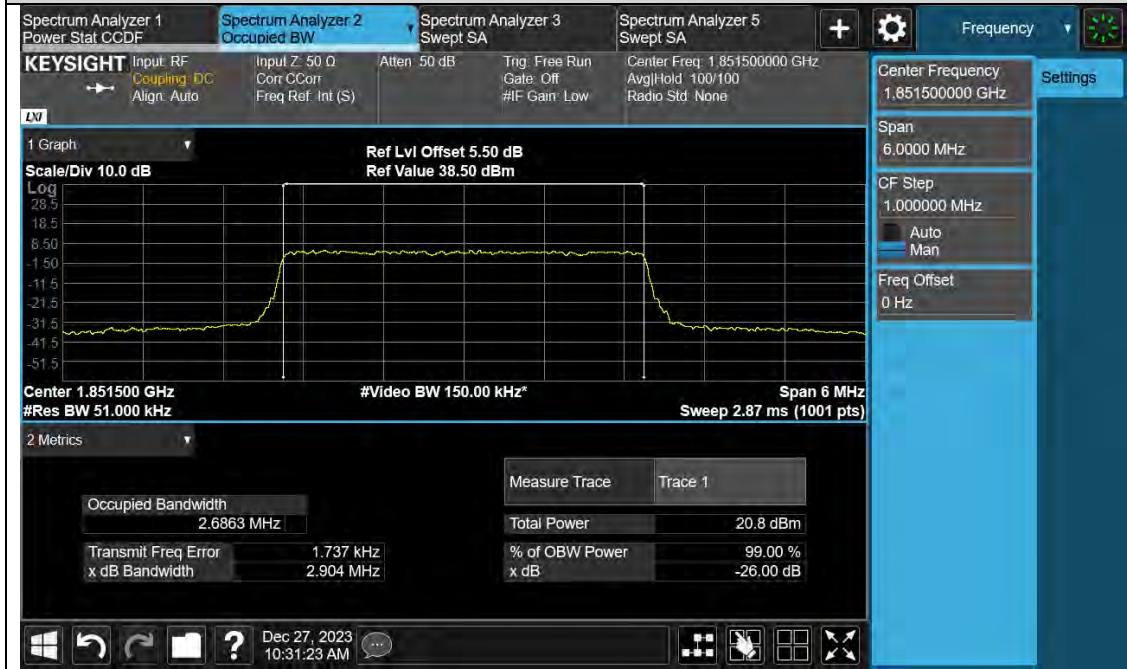 Spectrum Analyzer 1
Power Stat CCDF
Spectrum Analyzer 2
Occupied BW
Spectrum Analyzer 3
Swept SA
Spectrum Analyzer 5
Swept SA
+
Frequency
KEYSIGHT
Input: RF
Coupling: DC
Align: Auto
Input Z: 50 Ω
Corr CCorr
Freq Ref: Int (S)
Atten: 50 dB
Trig: Free Run
Gate: Off
#IF Gain: Low
Center Freq: 1.851500000 GHz
Avg|Hold: 100/100
Radio Std: None
LXI
Center Frequency
1.851500000 GHz
Settings
Span
6.0000 MHz
CF Step
1.000000 MHz
Auto
Man
Freq Offset
0 Hz
1 Graph
Scale/Div 10.0 dB
Ref Lvl Offset 5.50 dB
Ref Value 38.50 dBm
Log
28.5
18.5
8.50
-1.50
-11.5
-21.5
-31.5
-41.5
-51.5
Center 1.851500 GHz
#Video BW 150.00 kHz*
Span 6 MHz
#Res BW 51.000 kHz
Sweep 2.87 ms (1001 pts)
2 Metrics
Occupied Bandwidth
2.6863 MHz
Transmit Freq Error 1.737 kHz
x dB Bandwidth 2.904 MHz
Measure Trace Trace 1
Total Power 20.8 dBm
% of OBW Power 99.00 %
x dB -26.00 dB
?
Dec 27, 2023
10:31:23 AM